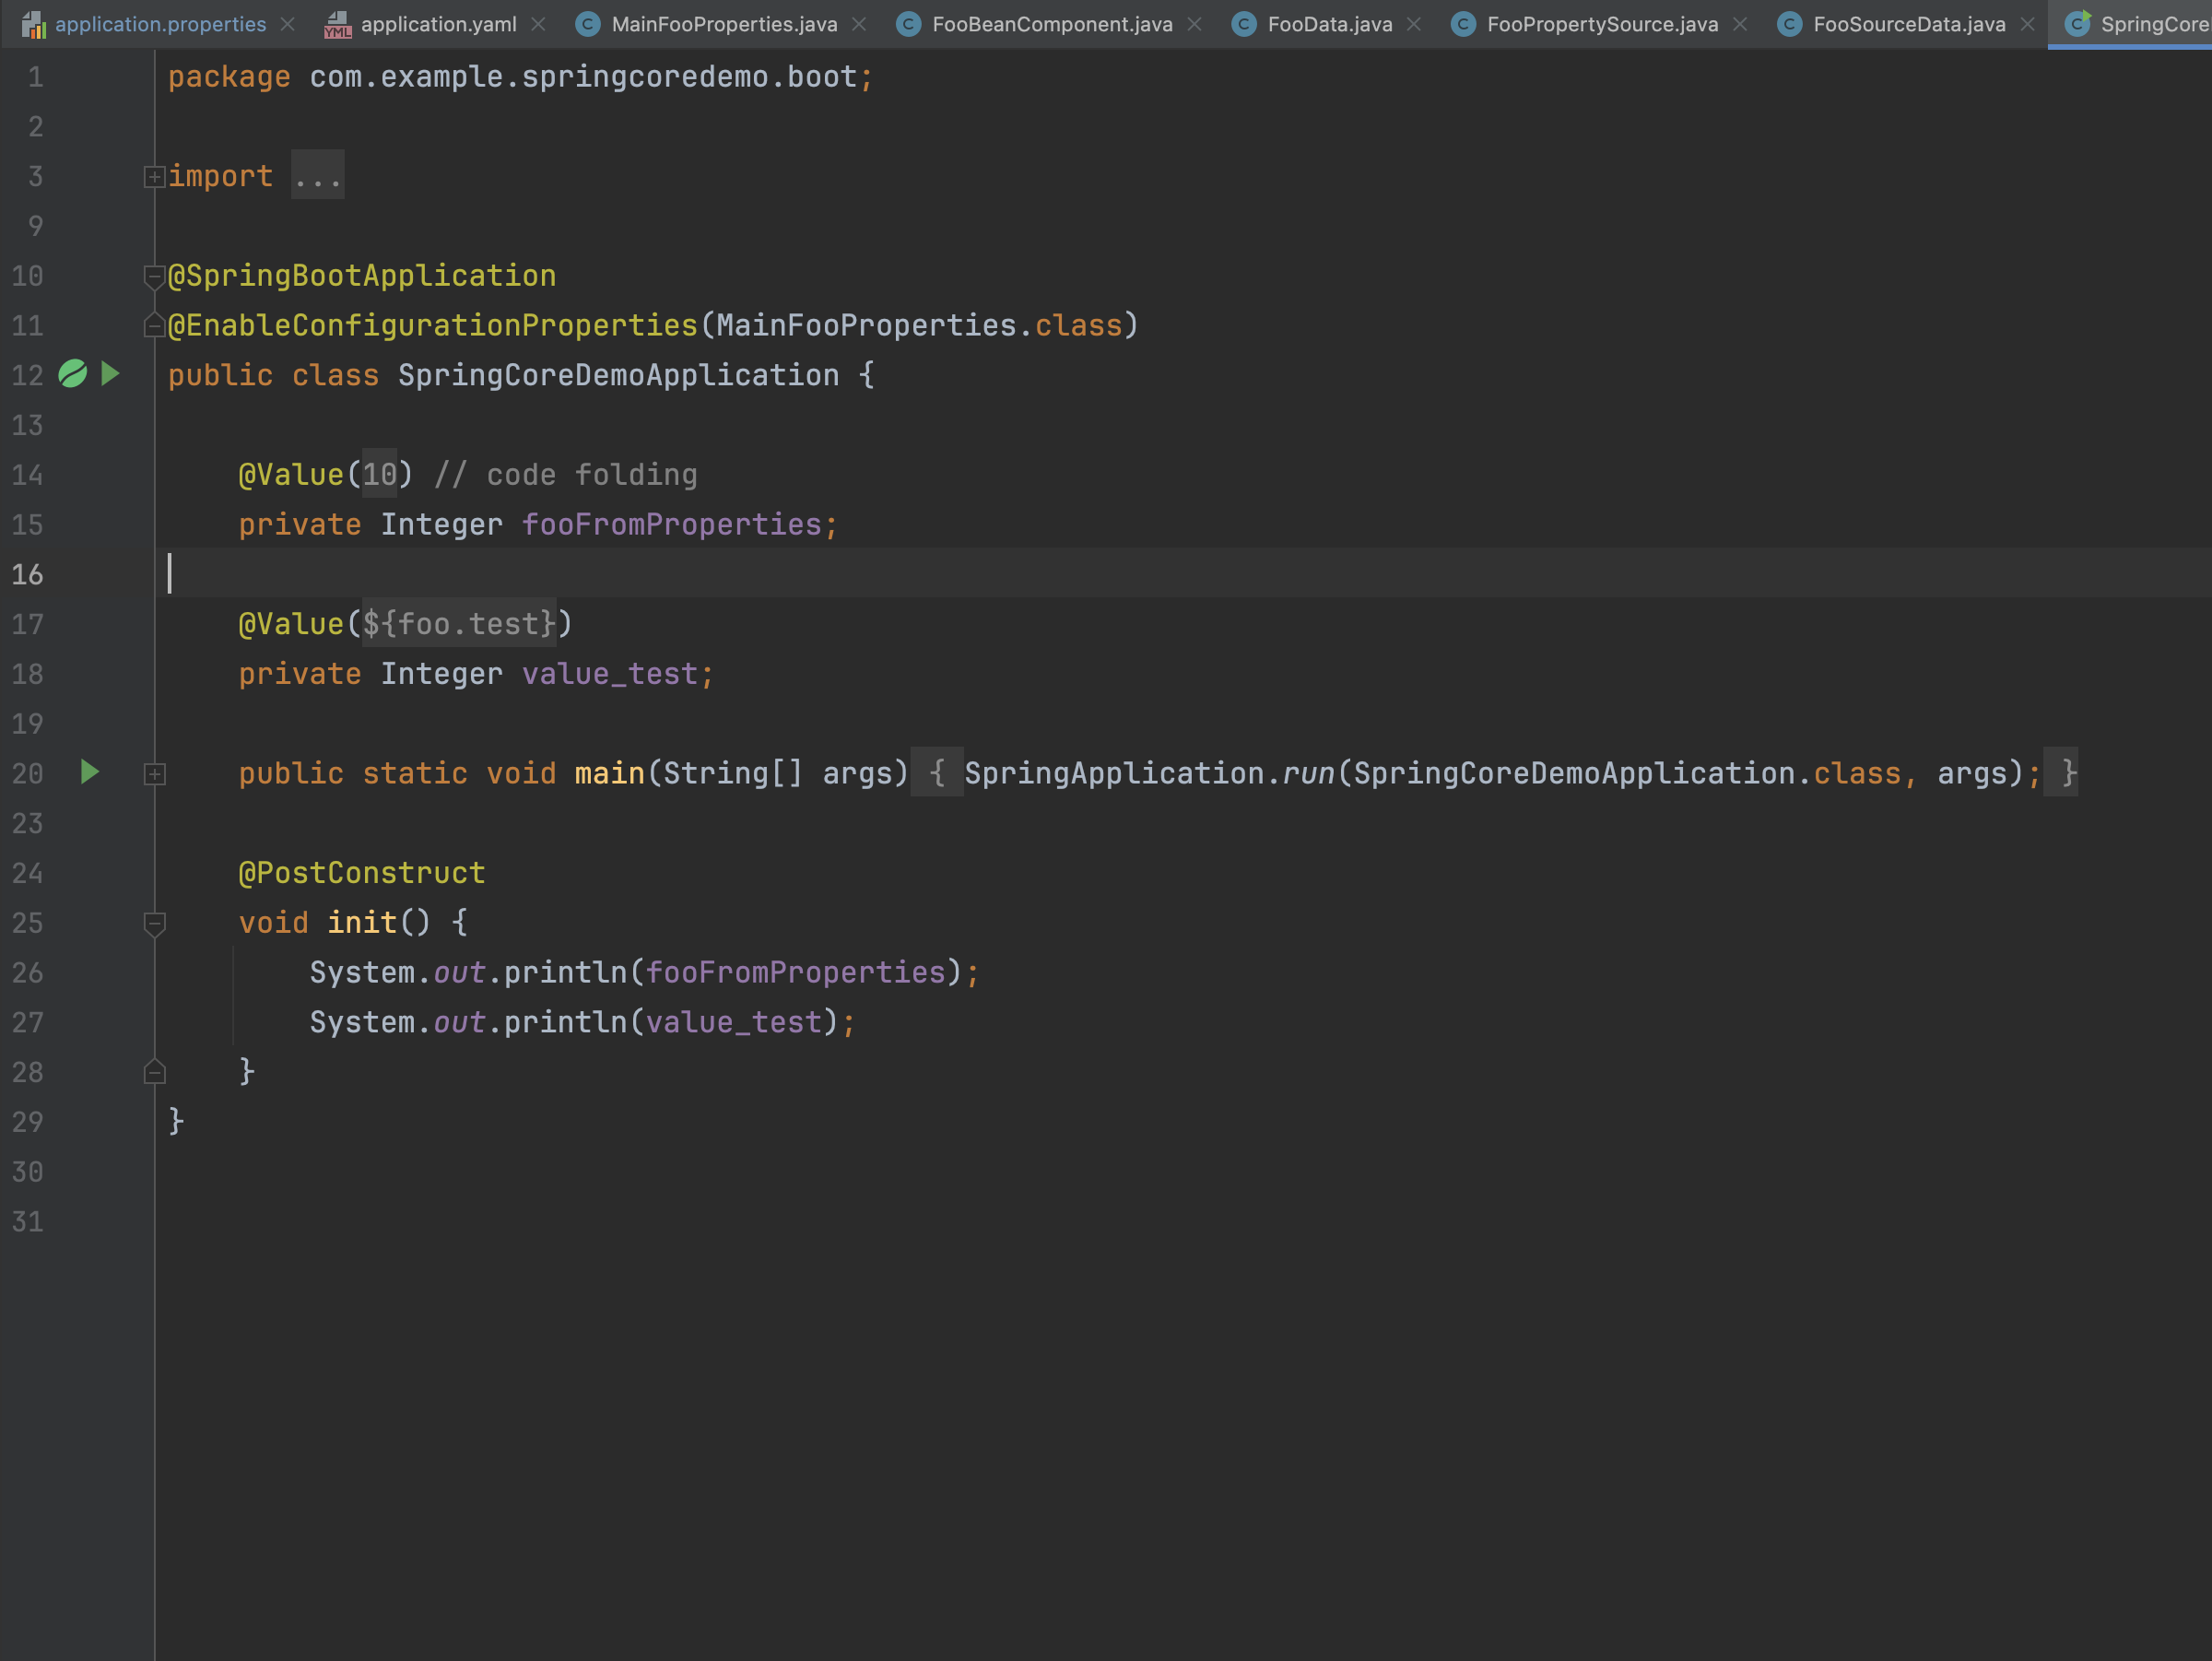 application.properties application.yaml MainFooProperties.java FooBeanComponent.java FooData.java FooPropertySource.java FooSourceData.java SpringCore
1 package com.example.springcoredemo.boot;
2
3 import ...
9
10 @SpringBootApplication
11 @EnableConfigurationProperties(MainFooProperties.class)
12 public class SpringCoreDemoApplication {
13
14 @Value(10) // code folding
15 private Integer fooFromProperties;
16
17 @Value(${foo.test})
18 private Integer value_test;
19
20 public static void main(String[] args) { SpringApplication.run(SpringCoreDemoApplication.class, args); }
23
24 @PostConstruct
25 void init() {
26 System.out.println(fooFromProperties);
27 System.out.println(value_test);
28 }
29 }
30
31